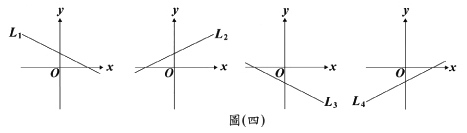 y y y y
L1 L2
x x x x
O O O O
L3 L4
圖(四)